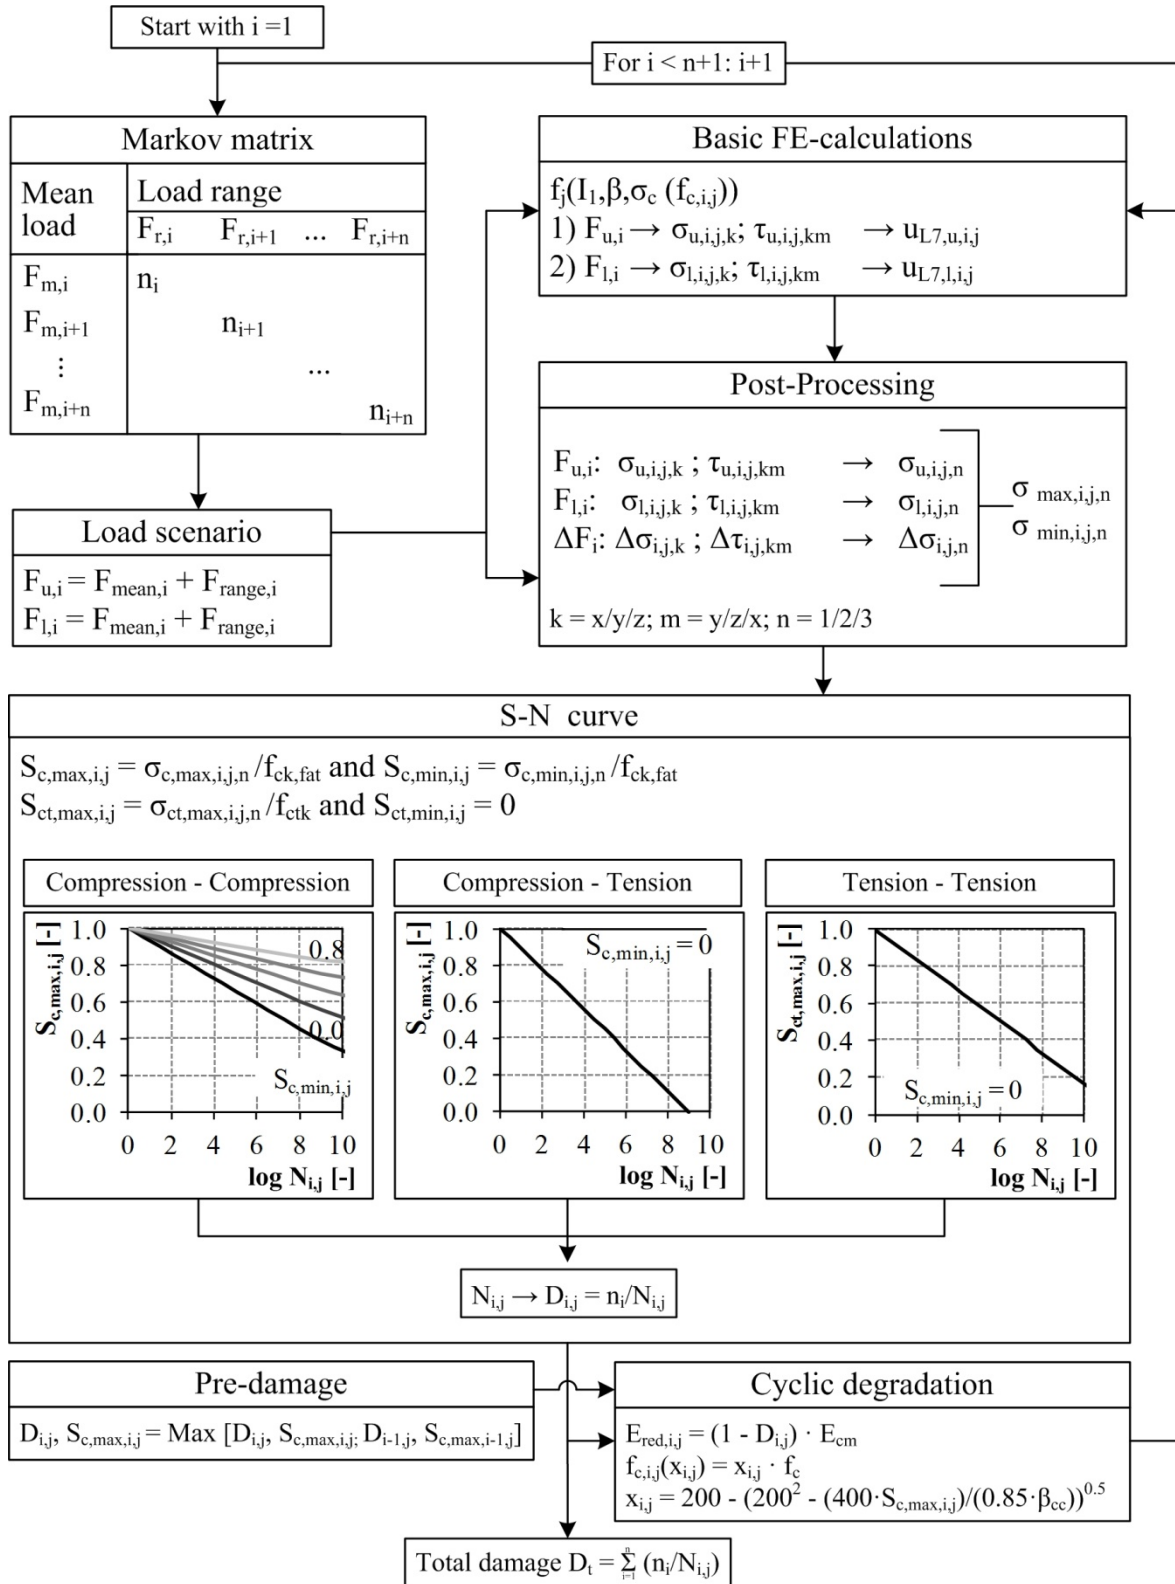 Start with i =1
For i < n+1: i+1
Markov matrix
Mean load
Load range
F_r,i F_r,i+1 ... F_r,i+n
F_m,i n_i
F_m,i+1 n_i+1
⋮ ...
F_m,i+n n_i+n
Basic FE-calculations
f_j(I_1,β,σ_c (f_c,i,j))
1) F_u,i → σ_u,i,j,k; τ_u,i,j,km → u_L7,u,i,j
2) F_l,i → σ_l,i,j,k; τ_l,i,j,km → u_L7,l,i,j
Load scenario
F_u,i = F_mean,i + F_range,i
F_l,i = F_mean,i + F_range,i
Post-Processing
F_u,i: σ_u,i,j,k ; τ_u,i,j,km → σ_u,i,j,n
F_l,i: σ_l,i,j,k ; τ_l,i,j,km → σ_l,i,j,n
ΔF_i: Δσ_i,j,k ; Δτ_i,j,km → Δσ_i,j,n
σ max,i,j,n
σ min,i,j,n
k = x/y/z; m = y/z/x; n = 1/2/3
S-N curve
S_c,max,i,j = σ_c,max,i,j,n /f_ck,fat and S_c,min,i,j = σ_c,min,i,j,n /f_ck,fat
S_ct,max,i,j = σ_ct,max,i,j,n /f_ctk and S_ct,min,i,j = 0
Compression - Compression
S_c,max,i,j [-]
1.0
0.8
0.6
0.4
0.2
0.0
0.8
0.0
S_c,min,i,j
0 2 4 6 8 10
log N_i,j [-]
Compression - Tension
S_c,max,i,j [-]
1.0
0.8
0.6
0.4
0.2
0.0
S_c,min,i,j = 0
0 2 4 6 8 10
log N_i,j [-]
Tension - Tension
S_ct,max,i,j [-]
1.0
0.8
0.6
0.4
0.2
0.0
S_c,min,i,j = 0
0 2 4 6 8 10
log N_i,j [-]
N_i,j → D_i,j = n_i/N_i,j
Pre-damage
D_i,j, S_c,max,i,j = Max [D_i,j, S_c,max,i,j; D_i-1,j, S_c,max,i-1,j]
Cyclic degradation
E_red,i,j = (1 - D_i,j) · E_cm
f_c,i,j(x_i,j) = x_i,j · f_c
x_i,j = 200 - (200² - (400·S_c,max,i,j)/(0.85·β_cc))^0.5
Total damage D_t = Σ_i=1^n (n_i/N_i,j)